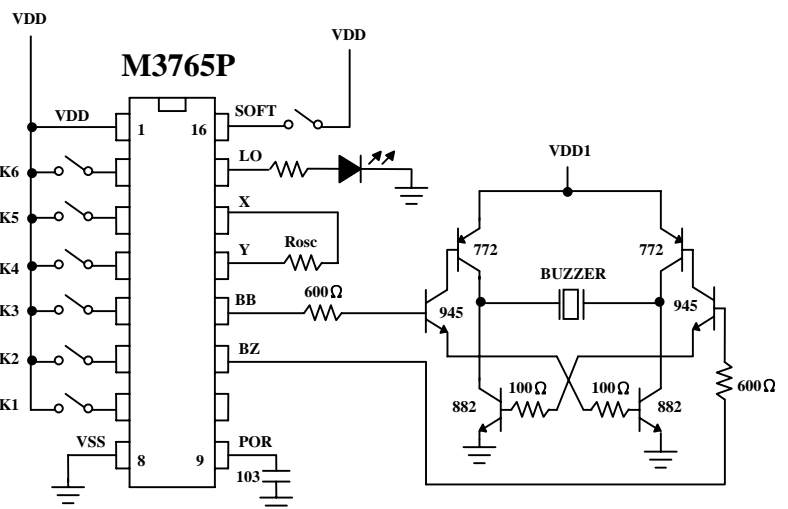 VDD
M3765P
VDD
VDD
1
16
SOFT
K6
LO
VDD1
K5
X
K4
Y
Rosc
772
772
BUZZER
K3
BB
600Ω
945
945
K2
BZ
K1
882
100Ω
100Ω
882
600Ω
VSS
8
9
POR
103